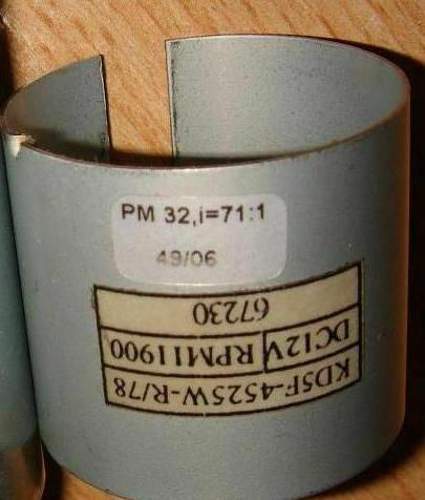 PM 32,i=71:1
49/06
KDSF-4525W-R/78
DC12V RPM11900
67230